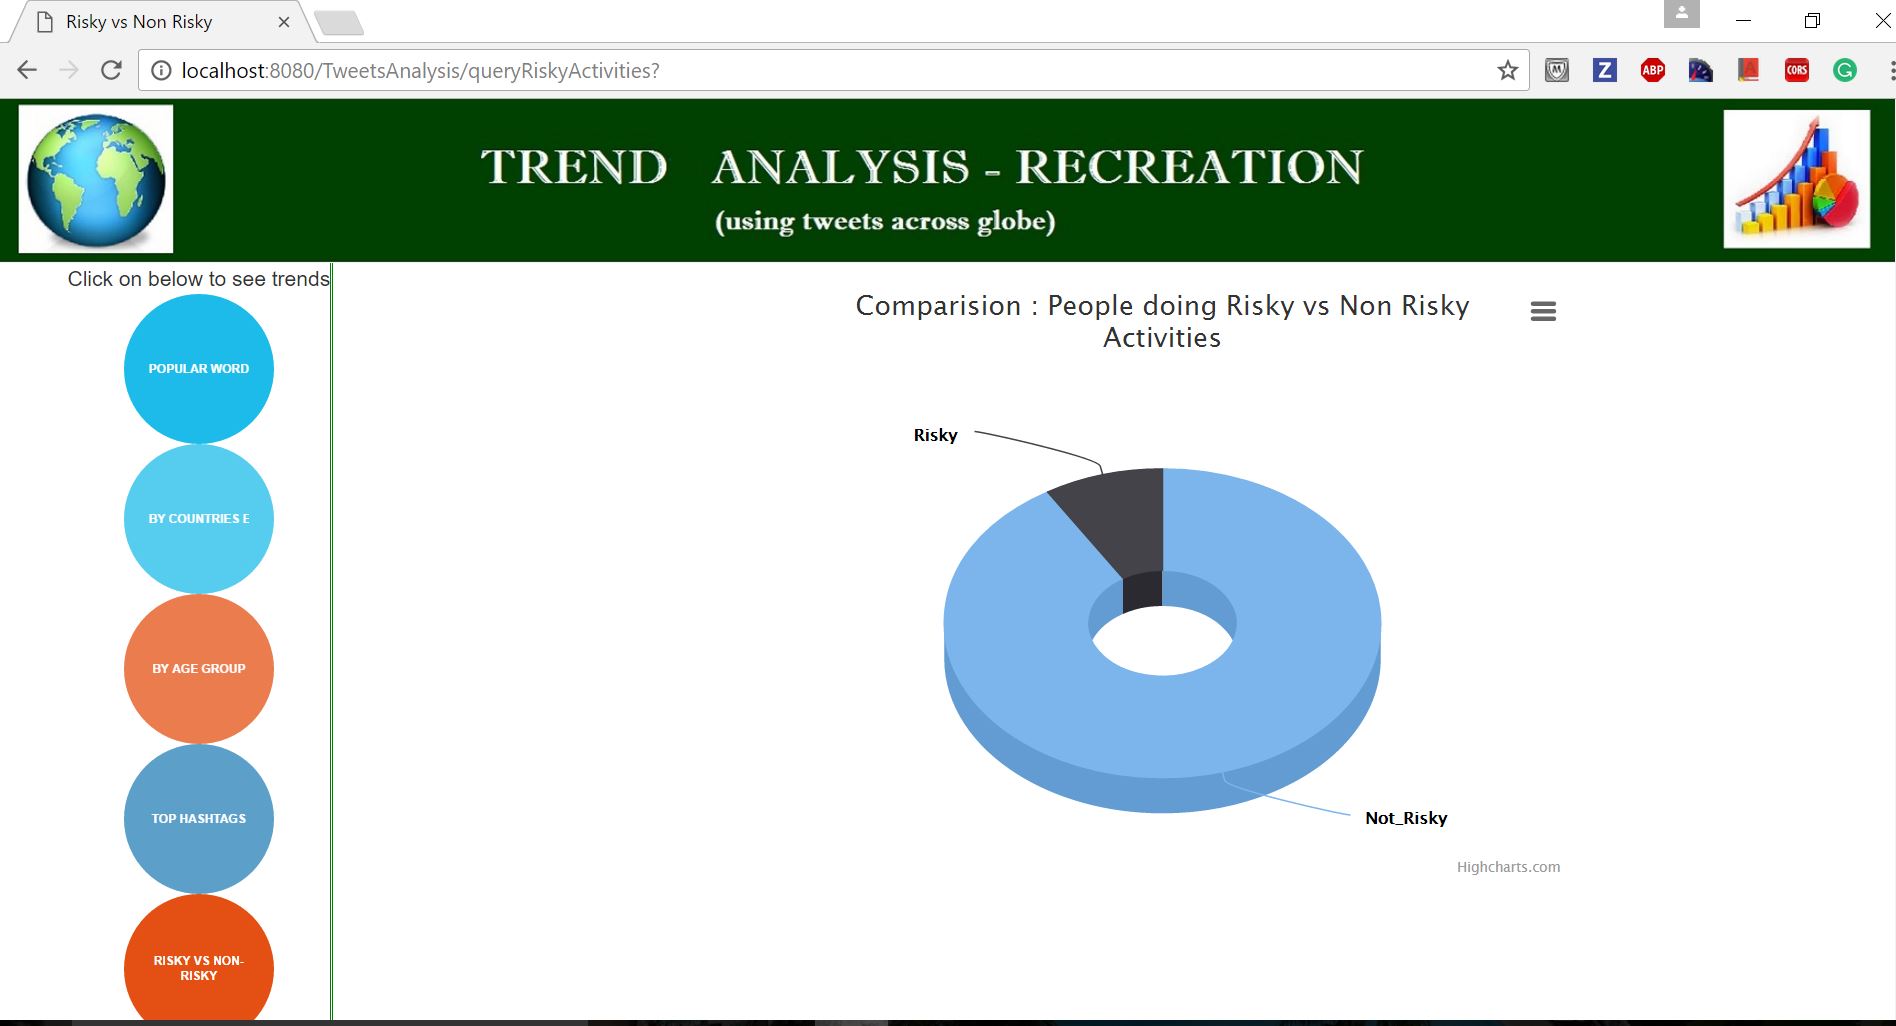 Risky vs Non Risky
localhost:8080/TweetsAnalysis/queryRiskyActivities?
M
Z
ABP
A
CORS
G
TREND ANALYSIS - RECREATION
(using tweets across globe)
Click on below to see trends
POPULAR WORD
BY COUNTRIES E
BY AGE GROUP
TOP HASHTAGS
RISKY VS NON-
RISKY
Comparision : People doing Risky vs Non Risky
Activities
Risky
Not_Risky
Highcharts.com